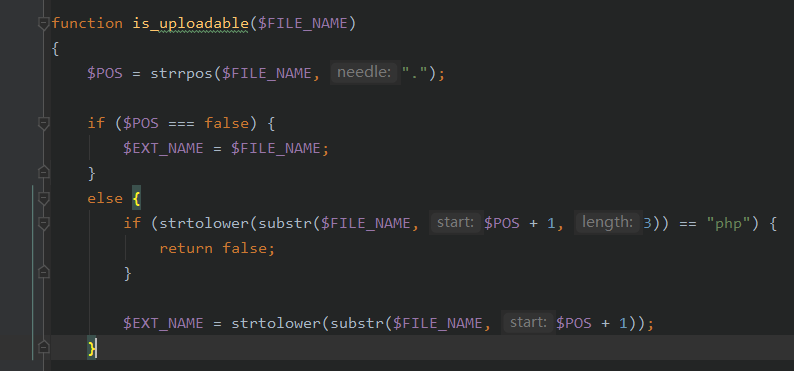 function is_uploadable($FILE_NAME)
{
$POS = strrpos($FILE_NAME, needle: ".");
if ($POS === false) {
$EXT_NAME = $FILE_NAME;
}
else {
if (strtolower(substr($FILE_NAME, start: $POS + 1, length: 3)) == "php") {
return false;
}
$EXT_NAME = strtolower(substr($FILE_NAME, start: $POS + 1));
}